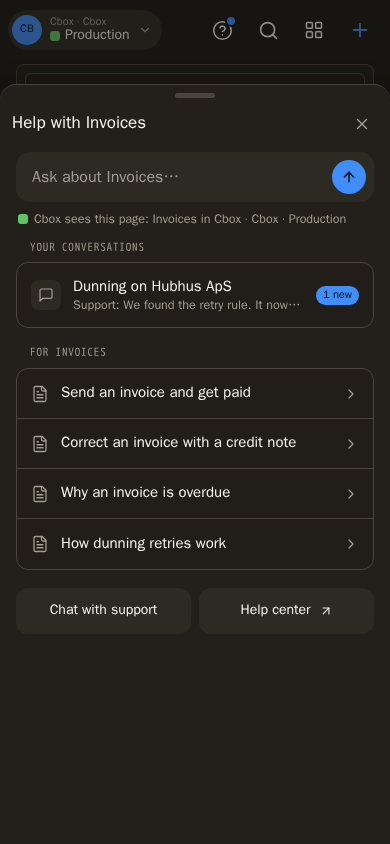 CB
Cbox · Cbox
Production
Help with Invoices
Ask about Invoices···
Cbox sees this page: Invoices in Cbox · Cbox · Production
YOUR CONVERSATIONS
Dunning on Hubhus ApS
Support: We found the retry rule. It now···
1 new
FOR INVOICES
Send an invoice and get paid
Correct an invoice with a credit note
Why an invoice is overdue
How dunning retries work
Chat with support
Help center